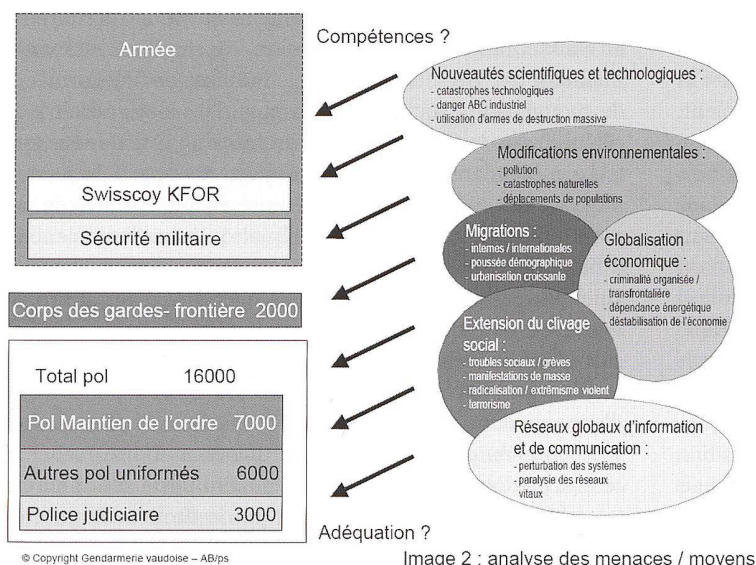 Armée
Swisscoy KFOR
Sécurité militaire
Corps des gardes- frontière 2000
Total pol 16000
Pol Maintien de l'ordre 7000
Autres pol uniformés 6000
Police judiciaire 3000
© Copyright Gendarmerie vaudoise – AB/ps
Compétences ?
Nouveautés scientifiques et technologiques :
- catastrophes technologiques
- danger ABC industriel
- utilisation d'armes de destruction massive
Modifications environnementales :
- pollution
- catastrophes naturelles
- déplacements de populations
Migrations :
- internes / internationales
- poussée démographique
- urbanisation croissante
Globalisation
économique :
- criminalité organisée /
transfrontalière
- dépendance énergétique
- déstabilisation de l'économie
Extension du clivage
social :
- troubles sociaux / grèves
- manifestations de masse
- radicalisation / extrêmisme violent
- terrorisme
Réseaux globaux d'information
et de communication :
- perturbation des systèmes
- paralysie des réseaux
vitaux
Adéquation ?
Image 2 : analyse des menaces / moyens